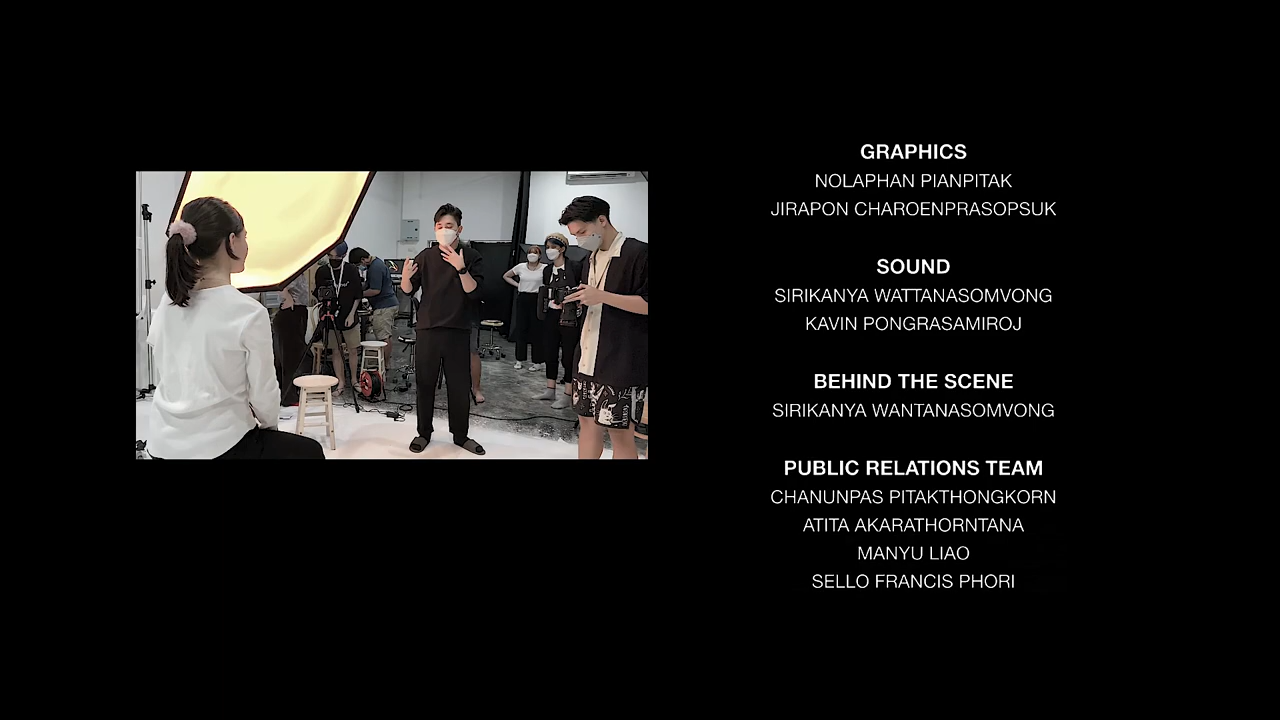 GRAPHICS
NOLAPHAN PIANPITAK
JIRAPON CHAROENPRASOPSUK
SOUND
SIRIKANYA WATTANASOMVONG
KAVIN PONGRASAMIROJ
BEHIND THE SCENE
SIRIKANYA WANTANASOMVONG
PUBLIC RELATIONS TEAM
CHANUNPAS PITAKTHONGKORN
ATITA AKARATHORNTANA
MANYU LIAO
SELLO FRANCIS PHORI